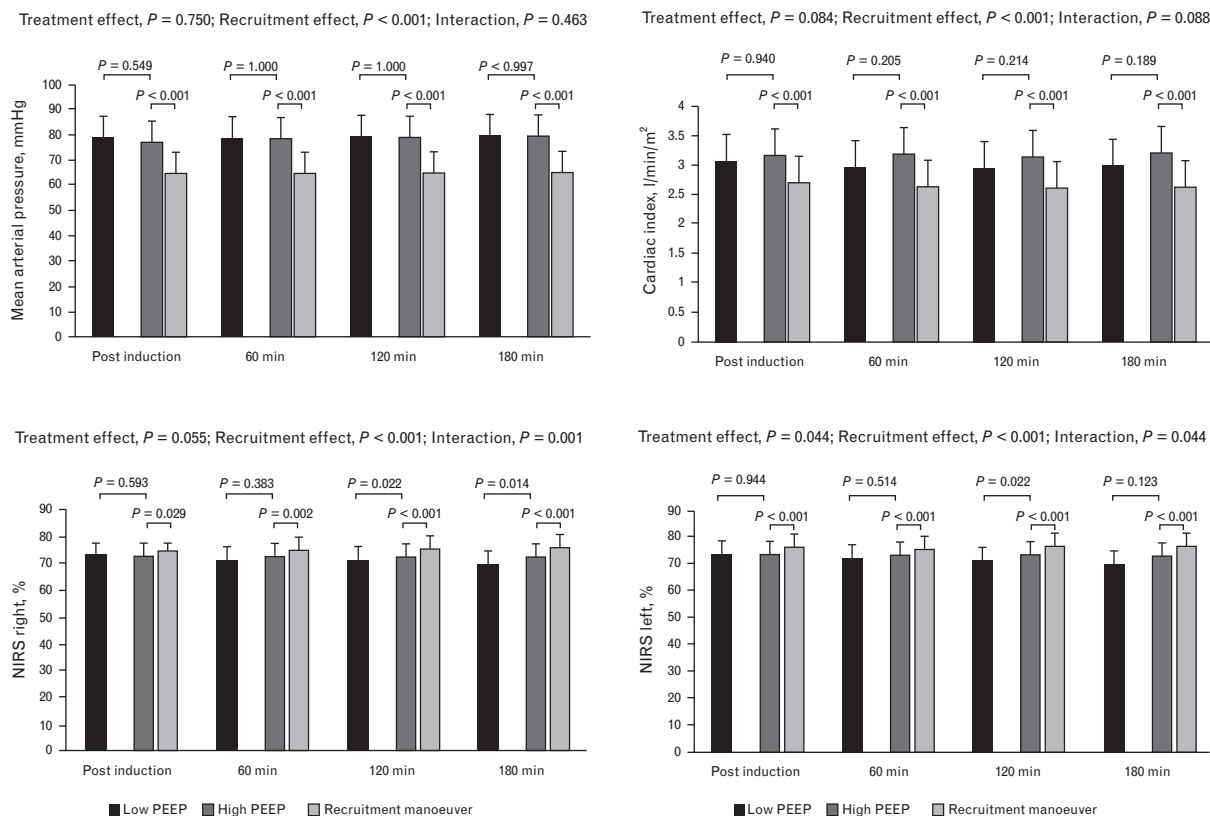 Treatment effect, P = 0.750; Recruitment effect, P < 0.001; Interaction, P = 0.463
P = 0.549
P = 1.000
P = 1.000
P < 0.997
P < 0.001
P < 0.001
P < 0.001
P < 0.001
Mean arterial pressure, mmHg
100
90
80
70
60
50
40
30
20
10
0
Post induction
60 min
120 min
180 min
Treatment effect, P = 0.084; Recruitment effect, P < 0.001; Interaction, P = 0.088
P = 0.940
P = 0.205
P = 0.214
P = 0.189
P < 0.001
P < 0.001
P < 0.001
P < 0.001
Cardiac index, l/min/m²
4
3.5
3
2.5
2
1.5
1
0.5
0
Post induction
60 min
120 min
180 min
Treatment effect, P = 0.055; Recruitment effect, P < 0.001; Interaction, P = 0.001
P = 0.593
P = 0.383
P = 0.022
P = 0.014
P = 0.029
P = 0.002
P < 0.001
P < 0.001
NIRS right, %
90
80
70
60
50
40
30
20
10
0
Post induction
60 min
120 min
180 min
Low PEEP
High PEEP
Recruitment manoeuver
Treatment effect, P = 0.044; Recruitment effect, P < 0.001; Interaction, P = 0.044
P = 0.944
P = 0.514
P = 0.022
P = 0.123
P < 0.001
P < 0.001
P < 0.001
P < 0.001
NIRS left, %
90
80
70
60
50
40
30
20
10
0
Post induction
60 min
120 min
180 min
Low PEEP
High PEEP
Recruitment manoeuver